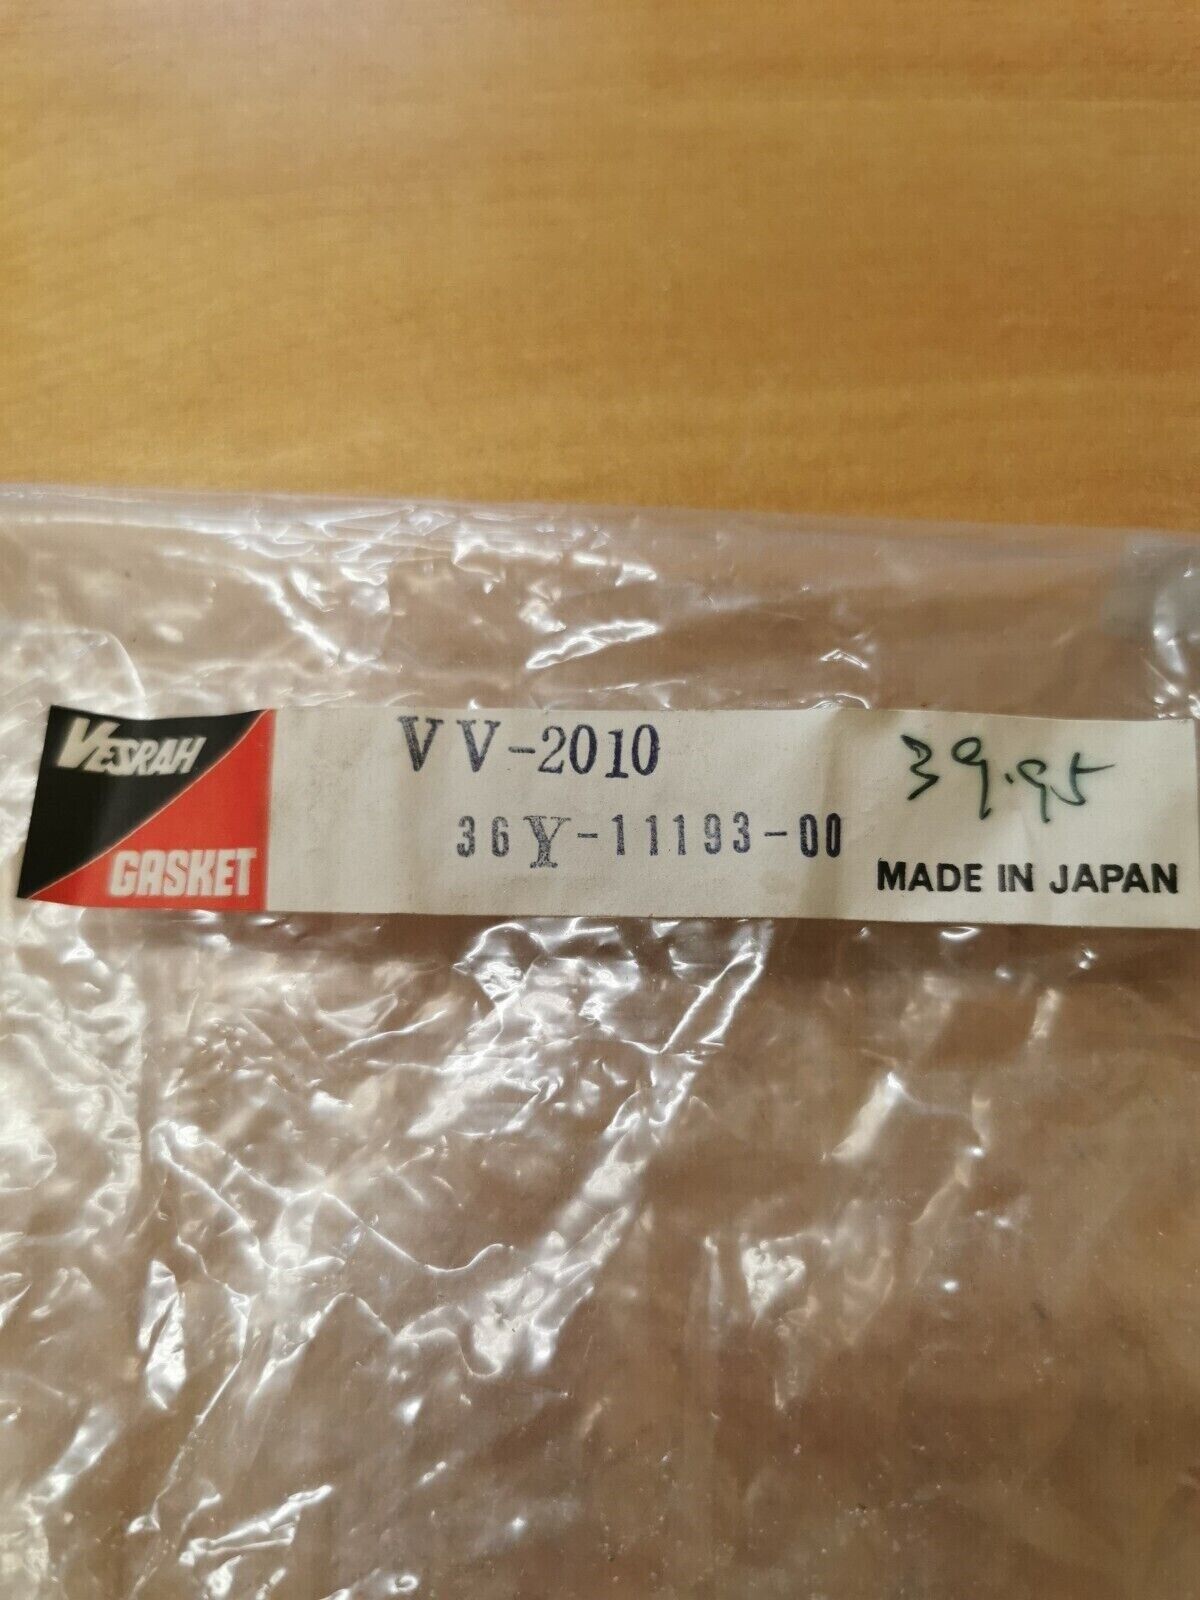 VESRAH
GASKET
VV-2010
36Y-11193-00
39.95
MADE IN JAPAN